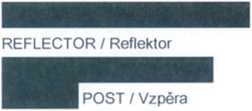 REFLECTOR / Reflektor
POST / Vzpěra